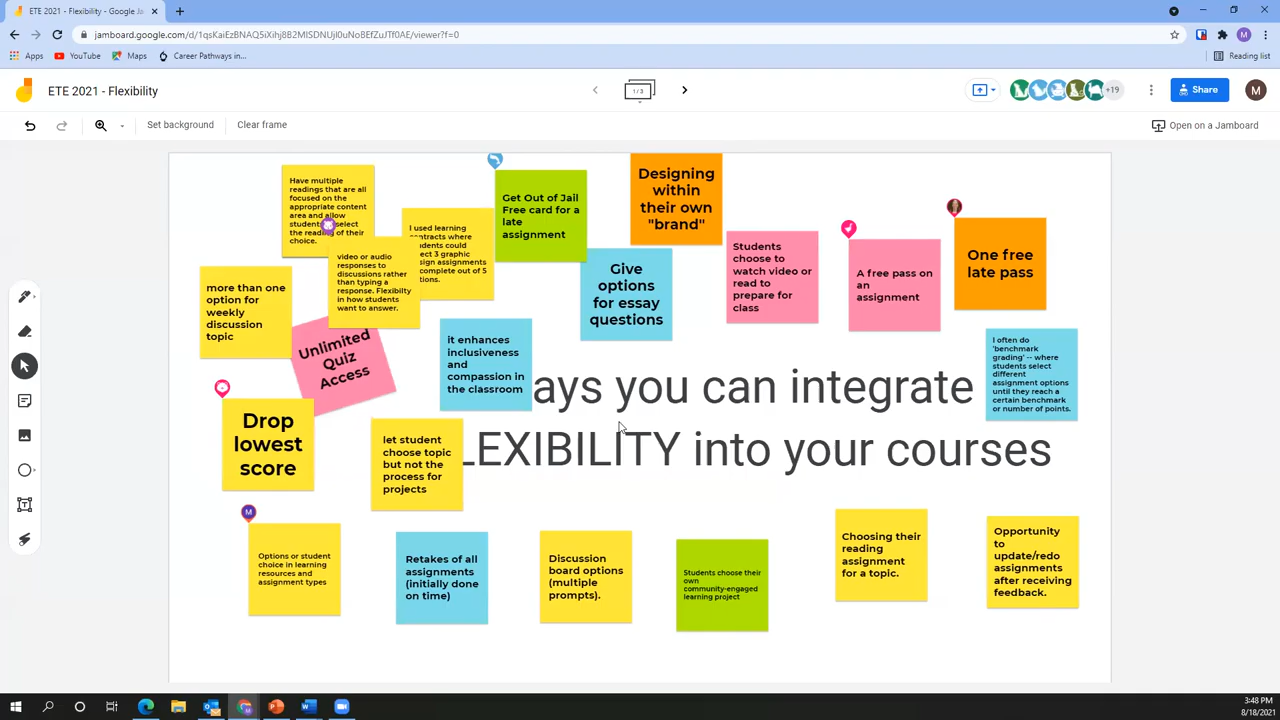 ETE 2021 - Flexibility - Google Ja
jamboard.google.com/d/1qsKaiEzBNAQ5iXihj8B2MISDNUjI0uNoBEfZuJTf0AE/viewer?f=0
Apps
YouTube
Maps
Career Pathways in...
Reading list
ETE 2021 - Flexibility
1 / 3
+19
Share
M
Set background
Clear frame
Open on a Jamboard
Have multiple
readings that are all
focused on the
appropriate content
area and allow
select
the of their
choice.
I used learning
contracts where
could
3 graphic
assignments
complete out of 5
video or audio
responses to
discussions rather
than typing a
response. Flexibilty
in how students
want to answer.
Get Out of Jail
Free card for a
late
assignment
Designing
within
their own
"brand"
Give
options
for essay
questions
Students
choose to
watch video or
read to
prepare for
class
A free pass on
an
assignment
One free
late pass
more than one
option for
weekly
discussion
topic
Unlimited
Quiz
Access
it enhances
inclusiveness
and
compassion in
the classroom
I often do
'benchmark
grading' -- where
students select
different
assignment options
until they reach a
certain benchmark
or number of points.
ays you can integrate
LEXIBILITY into your courses
Drop
lowest
score
let student
choose topic
but not the
process for
projects
M
Options or student
choice in learning
resources and
assignment types
Retakes of all
assignments
(initially done
on time)
Discussion
board options
(multiple
prompts).
Students choose their
own
community-engaged
learning project
Choosing their
reading
assignment
for a topic.
Opportunity
to
update/redo
assignments
after receiving
feedback.
3:48 PM
8/18/2021